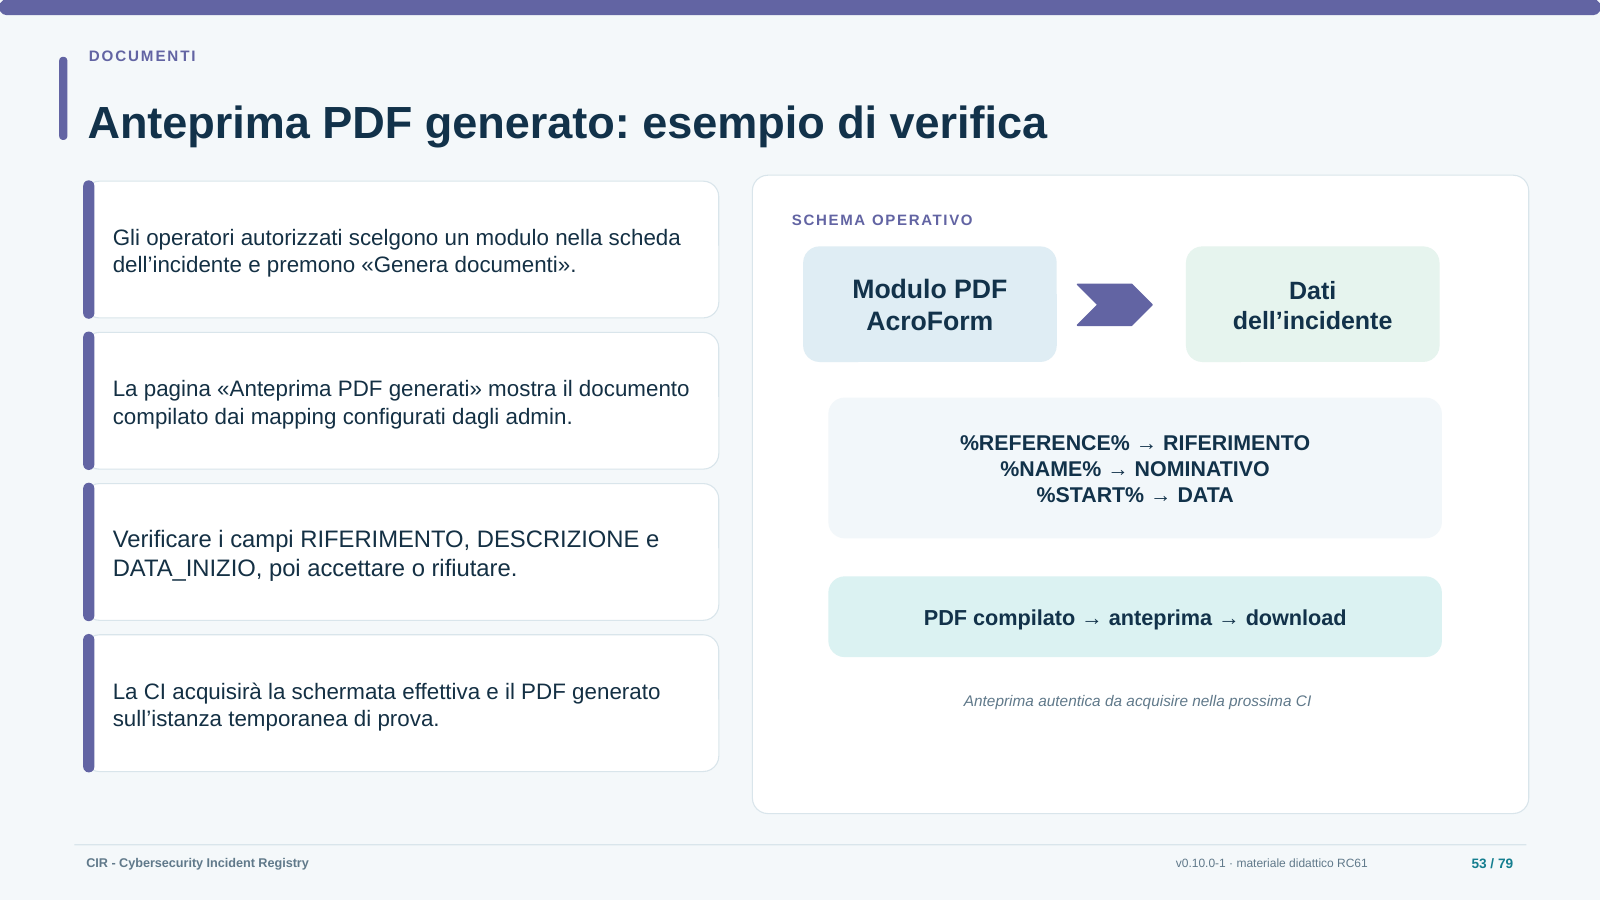 DOCUMENTI
Anteprima PDF generato: esempio di verifica
Gli operatori autorizzati scelgono un modulo nella scheda
dell’incidente e premono «Genera documenti».
La pagina «Anteprima PDF generati» mostra il documento
compilato dai mapping configurati dagli admin.
Verificare i campi RIFERIMENTO, DESCRIZIONE e
DATA_INIZIO, poi accettare o rifiutare.
La CI acquisirà la schermata effettiva e il PDF generato
sull’istanza temporanea di prova.
SCHEMA OPERATIVO
Modulo PDF
AcroForm
Dati
dell’incidente
%REFERENCE% → RIFERIMENTO
%NAME% → NOMINATIVO
%START% → DATA
PDF compilato → anteprima → download
Anteprima autentica da acquisire nella prossima CI
CIR - Cybersecurity Incident Registry
v0.10.0-1 · materiale didattico RC61
53 / 79